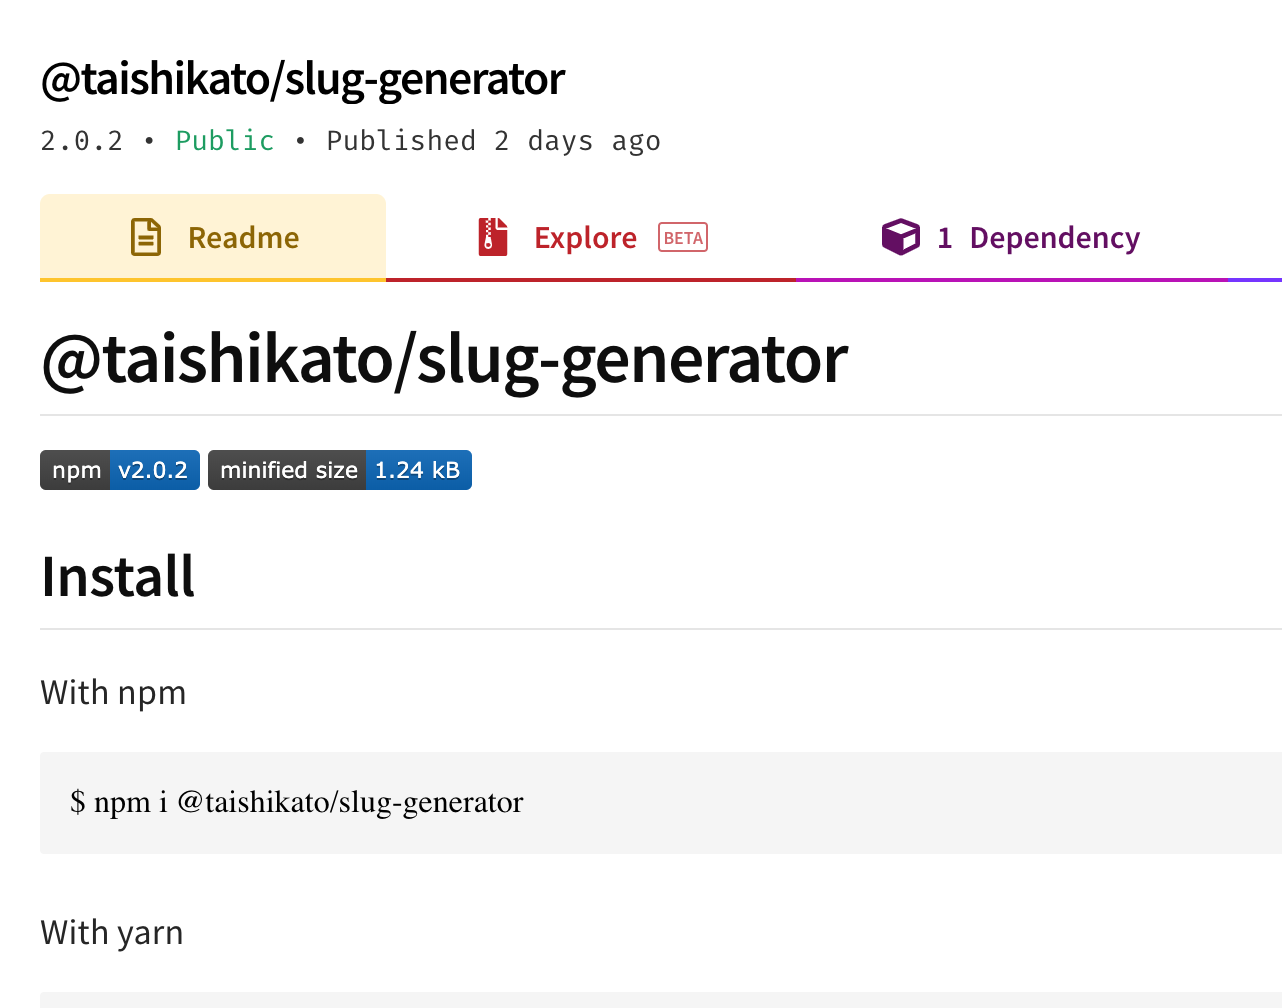 @taishikato/slug-generator
2.0.2 • Public • Published 2 days ago
Readme Explore BETA 1 Dependency
@taishikato/slug-generator
npm v2.0.2 minified size 1.24 kB
Install
With npm
$ npm i @taishikato/slug-generator
With yarn